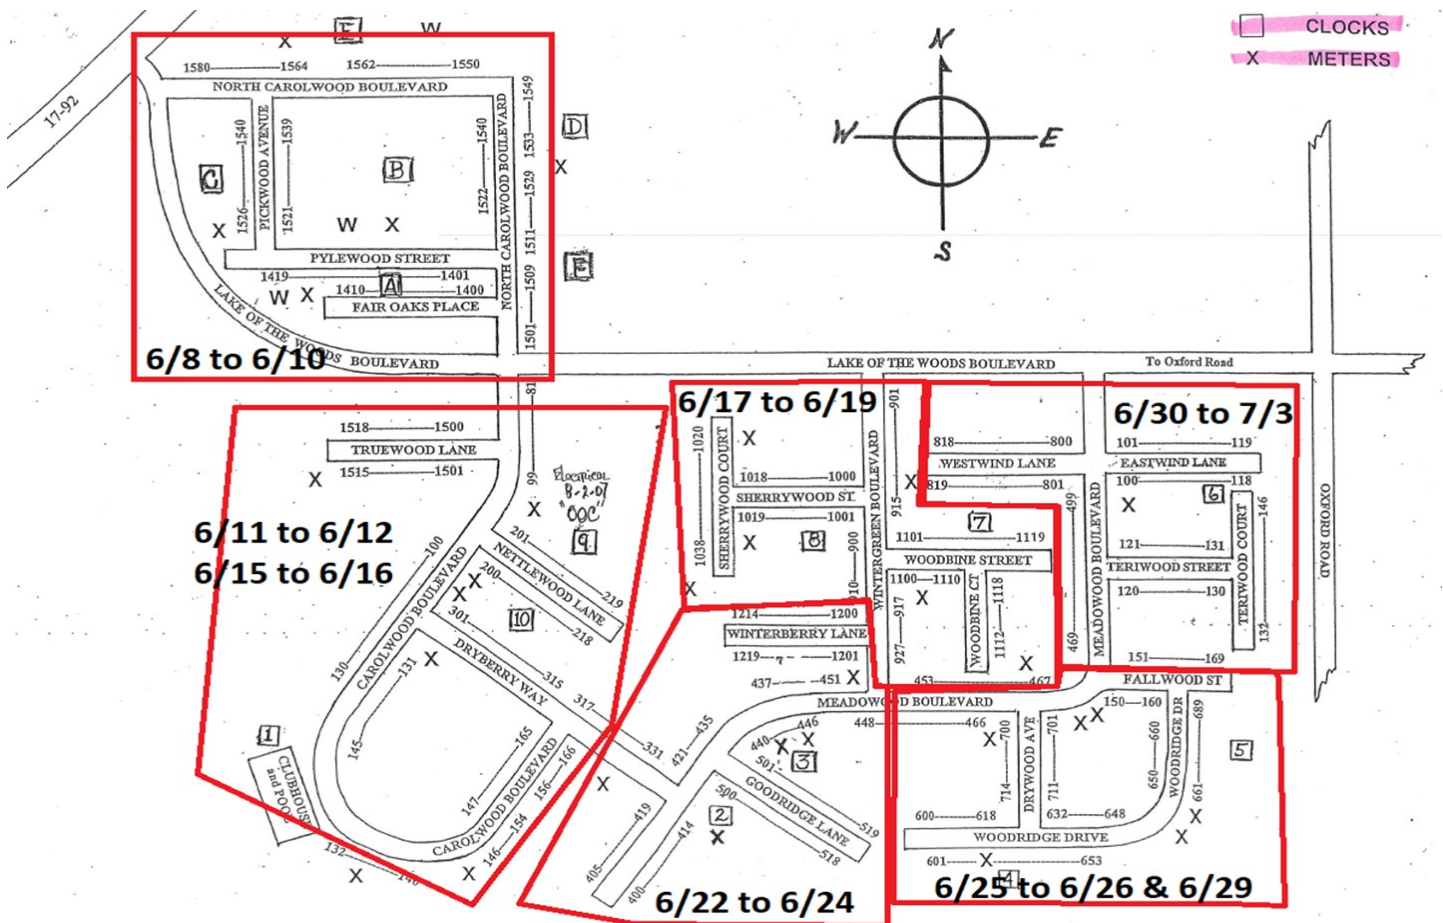 E
W
X
CLOCKS
X METERS
N
W E
S
17-92
1580 1564 1562 1550
NORTH CAROLWOOD BOULEVARD
PICKWOOD AVENUE
1526 1540
1521 1539
1522 1540
NORTH CAROLWOOD BOULEVARD
1501 1509 1511 1529 1533 1549
C
B
D
X
X
W X
F
PYLEWOOD STREET
1419 1401
A
W X
1410 1400
FAIR OAKS PLACE
LAKE OF THE WOODS BOULEVARD
6/8 to 6/10
LAKE OF THE WOODS BOULEVARD
To Oxford Road
OXFORD ROAD
81 99
1518 1500
TRUEWOOD LANE
1515 1501
X
Electrical
8-2-07
"OOC"
9
X
6/11 to 6/12
6/15 to 6/16
201 219
NETTLEWOOD LANE
200 218
X
X
10
100 130
CAROLWOOD BOULEVARD
301 315 317 331
DRYBERRY WAY
X
131 145
147 165
CAROLWOOD BOULEVARD
146 154 156 166
1
CLUBHOUSE
and POOL
132 140
X
X
6/17 to 6/19
1020 1038
SHERRYWOOD COURT
X
1018 1000
SHERRYWOOD ST.
1019 1001
X
8
X
WINTERGREEN BOULEVARD
901 915
X
900 910
917 927
6/30 to 7/3
818 800
WESTWIND LANE
819 801
101 119
EASTWIND LANE
100 118
X
6
7
1101 1119
WOODBINE STREET
1100 1110
X
WOODBINE CT
1112 1118
X
499 469
MEADOWOOD BOULEVARD
121 131
TERIWOOD STREET
120 130
TERIWOOD COURT
146 132
151 169
1214 1200
WINTERBERRY LANE
1219 ? 1201
437 451 X
453 467
MEADOWOOD BOULEVARD
448 466
421 435
440 446
X X
3
501 519
GOODRIDGE LANE
500 518
2
X
X
405 419
400 414
6/22 to 6/24
FALLWOOD ST
150 160
X X
X
700 714
DRYWOOD AVE
701 711
650 660
WOODRIDGE DR
661 689
5
X
X
600 618
632 648
WOODRIDGE DRIVE
601 X 653
4
6/25 to 6/26 & 6/29